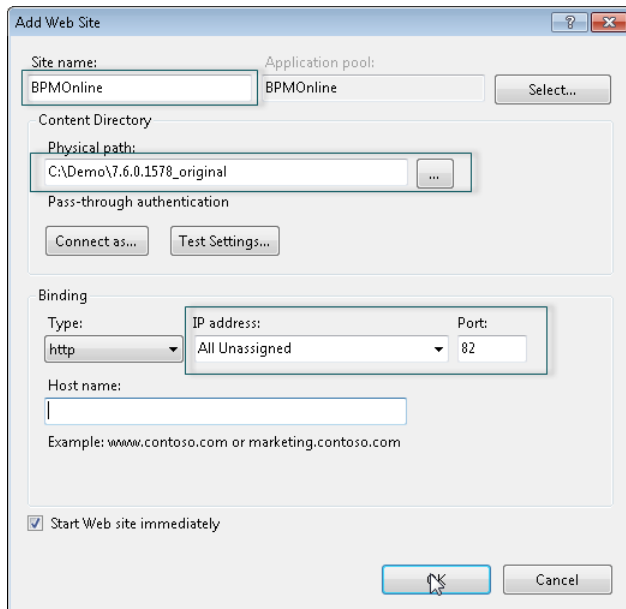 Add Web Site
Site name: Application pool:
BPMOnline BPMOnline Select...
Content Directory
Physical path:
C:\Demo\7.6.0.1578_original ...
Pass-through authentication
Connect as... Test Settings...
Binding
Type: IP address: Port:
http All Unassigned 82
Host name:
Example: www.contoso.com or marketing.contoso.com
Start Web site immediately
OK Cancel